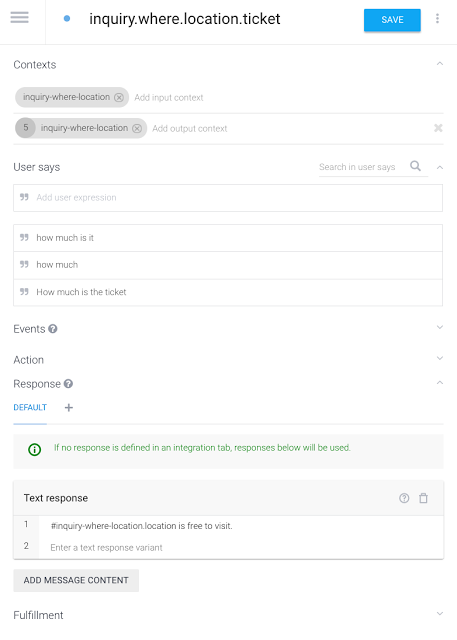 inquiry.where.location.ticket
SAVE
Contexts
inquiry-where-location Add input context
5 inquiry-where-location Add output context
User says
Search in user says
Add user expression
how much is it
how much
How much is the ticket
Events
Action
Response
DEFAULT +
If no response is defined in an integration tab, responses below will be used.
Text response
1 #inquiry-where-location.location is free to visit.
2 Enter a text response variant
ADD MESSAGE CONTENT
Fulfillment